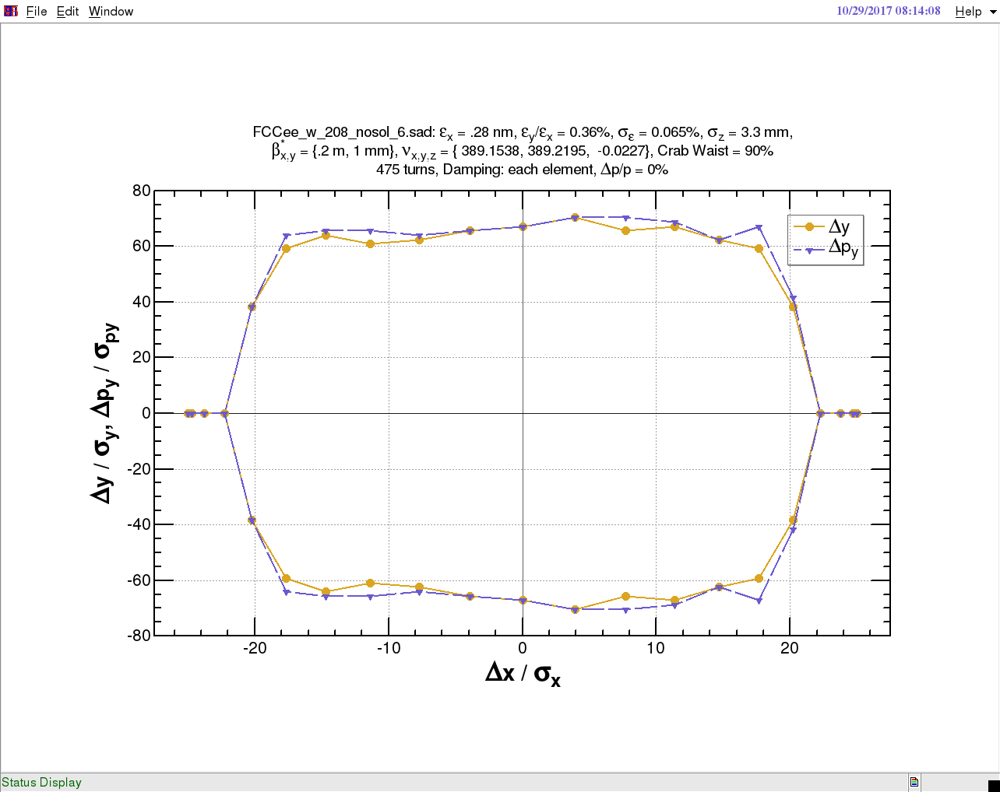 File Edit Window 10/29/2017 08:14:08 Help
FCCee_w_208_nosol_6.sad: εx = .28 nm, εy/εx = 0.36%, σε = 0.065%, σz = 3.3 mm,
β*x,y = {.2 m, 1 mm}, νx,y,z = { 389.1538, 389.2195, -0.0227}, Crab Waist = 90%
475 turns, Damping: each element, Δp/p = 0%
Δy
Δpy
80
60
40
20
0
-20
-40
-60
-80
Δy / σy, Δpy / σpy
-20 -10 0 10 20
Δx / σx
Status Display